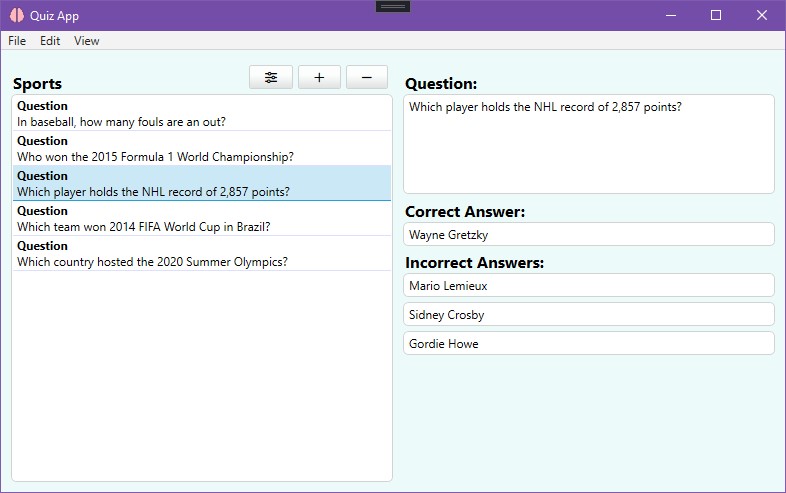 Quiz App
File Edit View
Sports
Question
In baseball, how many fouls are an out?
Question
Who won the 2015 Formula 1 World Championship?
Question
Which player holds the NHL record of 2,857 points?
Question
Which team won 2014 FIFA World Cup in Brazil?
Question
Which country hosted the 2020 Summer Olympics?
Question:
Which player holds the NHL record of 2,857 points?
Correct Answer:
Wayne Gretzky
Incorrect Answers:
Mario Lemieux
Sidney Crosby
Gordie Howe